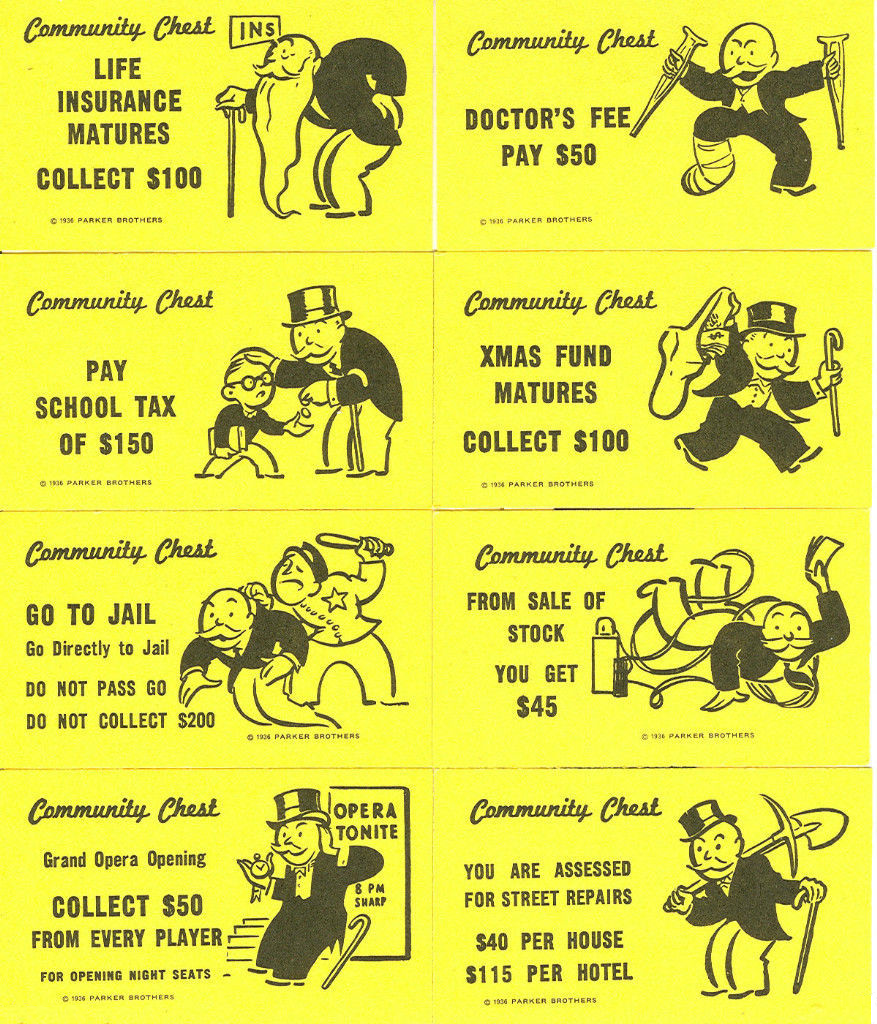 Community Chest
INS
LIFE
INSURANCE
MATURES
COLLECT $100
© 1936 PARKER BROTHERS
Community Chest
DOCTOR'S FEE
PAY $50
© 1936 PARKER BROTHERS
Community Chest
PAY
SCHOOL TAX
OF $150
© 1936 PARKER BROTHERS
Community Chest
$
XMAS FUND
MATURES
COLLECT $100
© 1936 PARKER BROTHERS
Community Chest
GO TO JAIL
Go Directly to Jail
DO NOT PASS GO
DO NOT COLLECT $200
© 1936 PARKER BROTHERS
Community Chest
FROM SALE OF
STOCK
YOU GET
$45
© 1936 PARKER BROTHERS
Community Chest
OPERA
TONITE
8 PM
SHARP
Grand Opera Opening
COLLECT $50
FROM EVERY PLAYER
FOR OPENING NIGHT SEATS
© 1936 PARKER BROTHERS
Community Chest
YOU ARE ASSESSED
FOR STREET REPAIRS
$40 PER HOUSE
$115 PER HOTEL
© 1936 PARKER BROTHERS